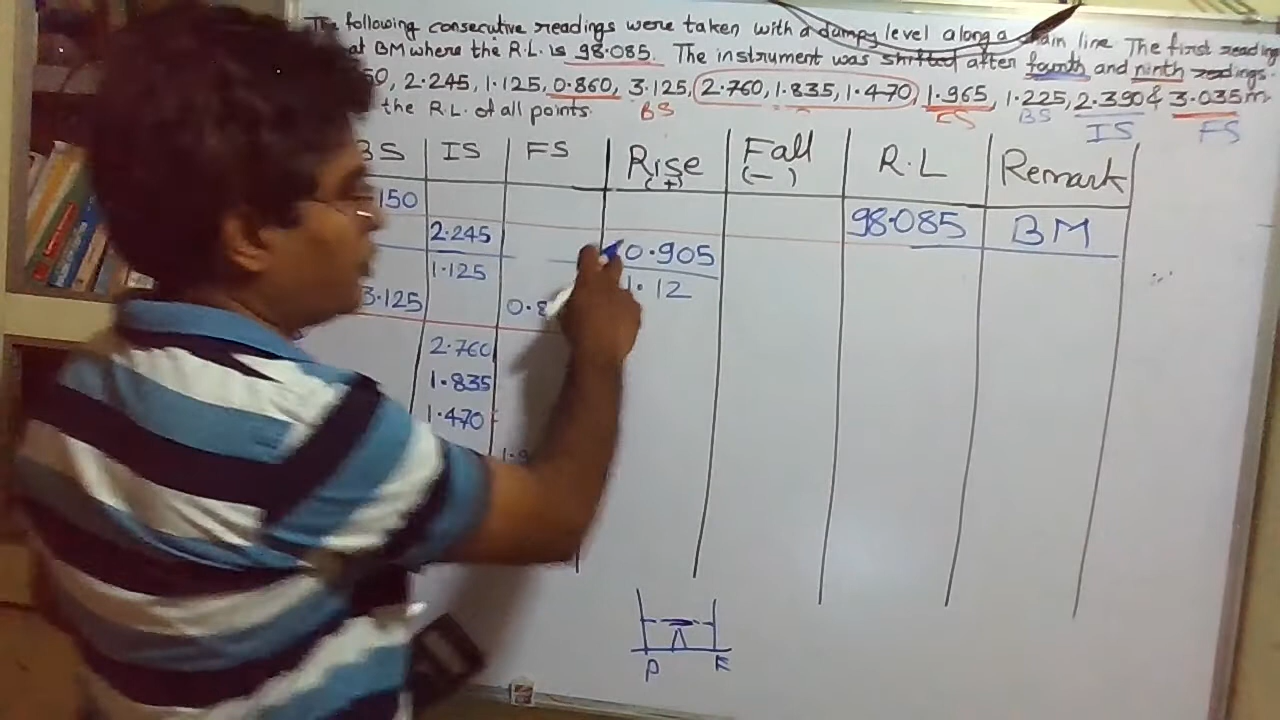 The following consecutive readings were taken with a dumpy level along a chain line The first reading
at BM where the R.L. is 98.085. The instrument was shifted after fourth and ninth readings.
50, 2.245, 1.125, 0.860, 3.125, 2.760, 1.835, 1.470, 1.965, 1.225, 2.390 & 3.035m.
the R.L. of all points. BS FS BS IS FS
BS IS FS Rise (+) Fall (-) R.L Remark
150 98.085 BM
2.245 0.905
1.125 1.12
3.125 0.8
2.760
1.835
1.470
1.9
P